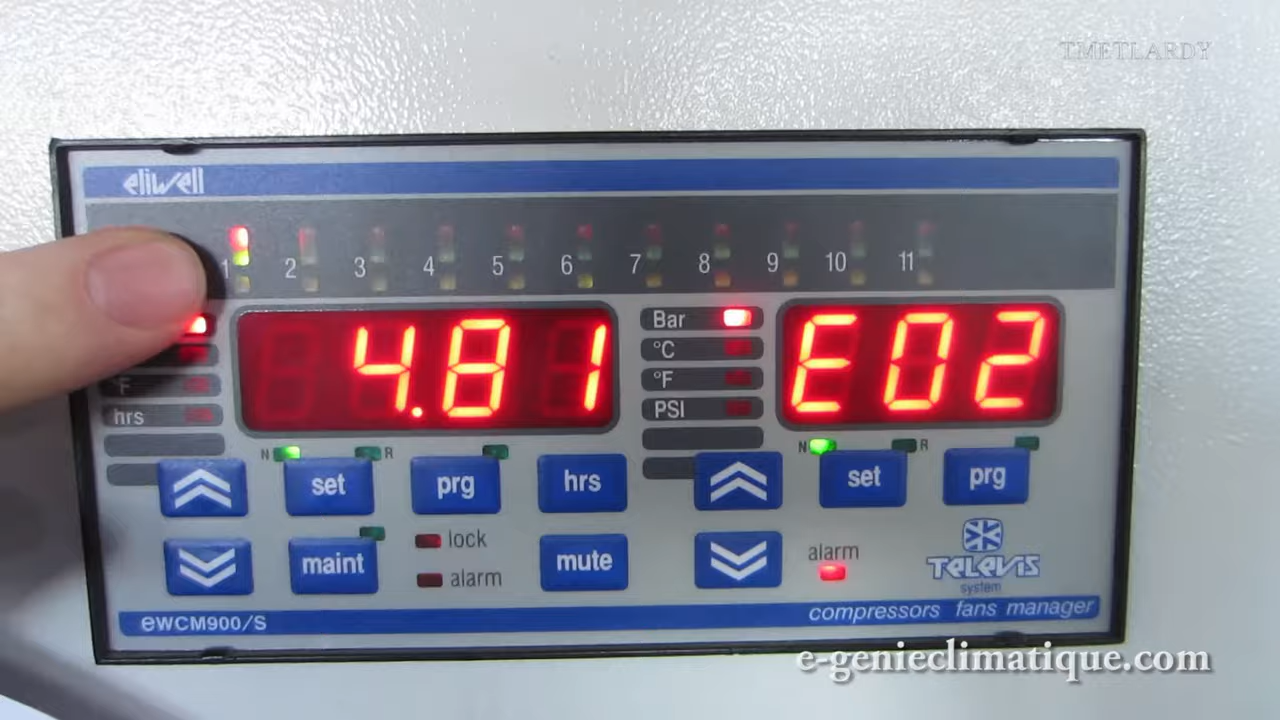 TMETLARDY
eliwell
1 2 3 4 5 6 7 8 9 10 11
4.81
Bar
°C
°F
PSI
E02
°F
hrs
N R
N R
set prg hrs
set prg
maint
lock
alarm
mute
alarm
TELEVIS
system
eWCM900/S
compressors fans manager
e-genieclimatique.com